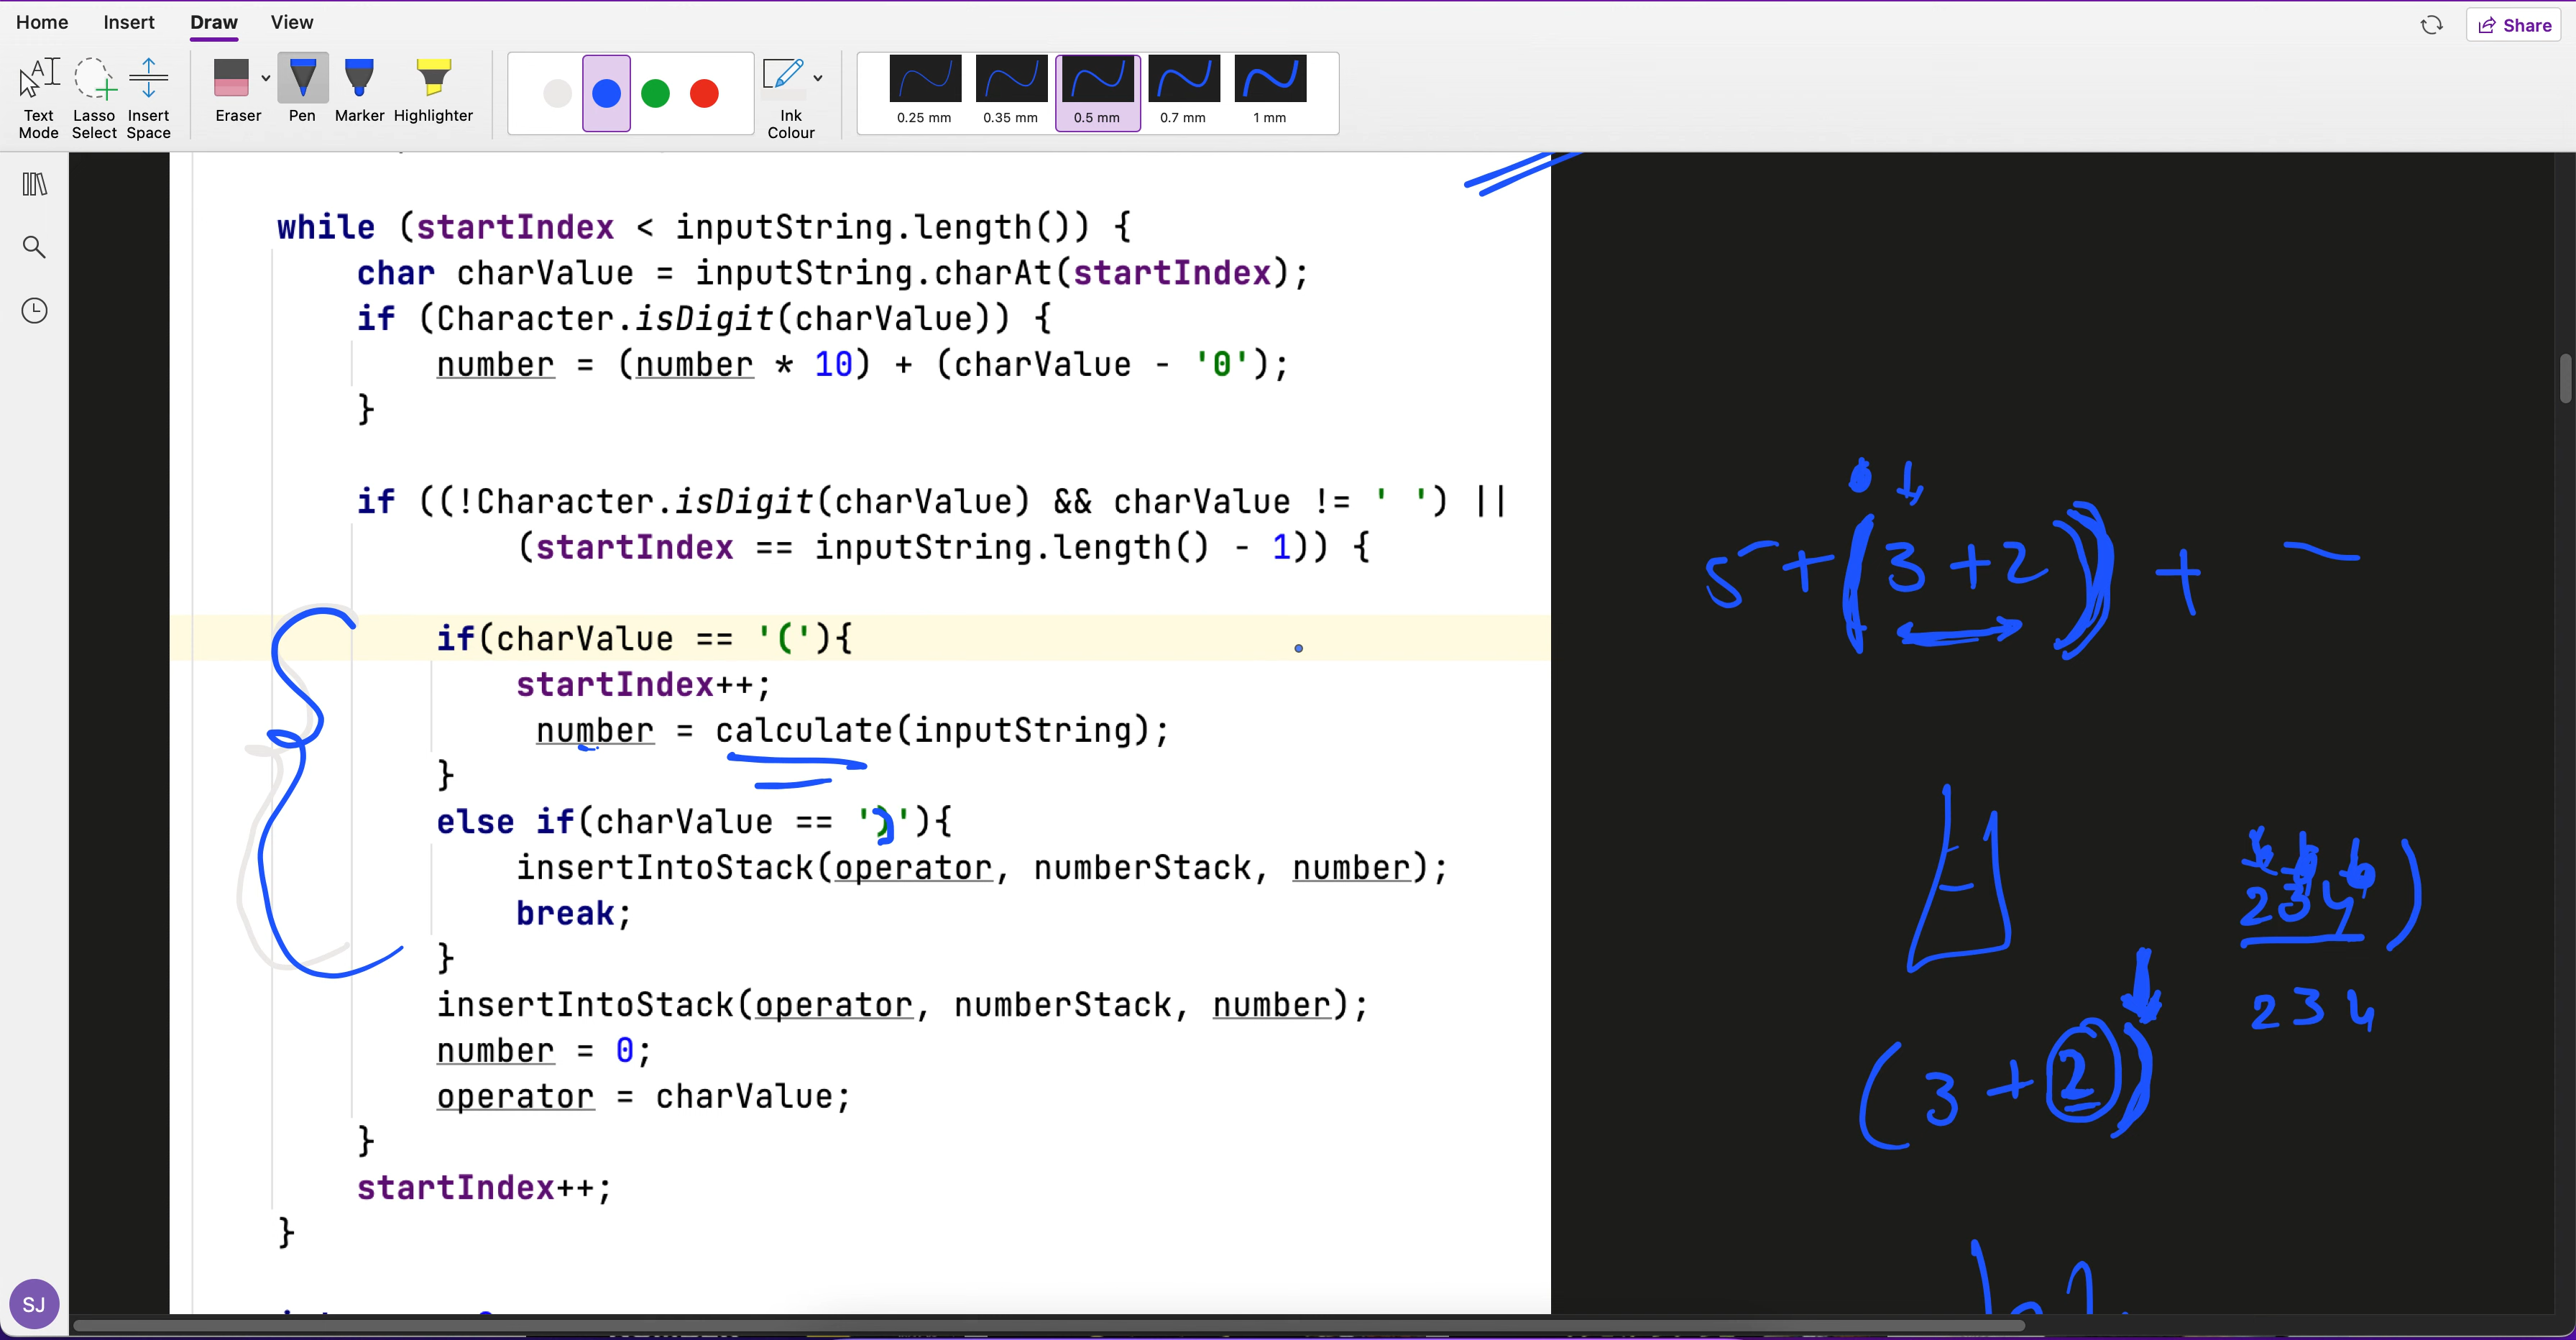 Home Insert Draw View
Share
Text Mode
Lasso Select
Insert Space
Eraser
Pen
Marker
Highlighter
Ink Colour
0.25 mm
0.35 mm
0.5 mm
0.7 mm
1 mm
while (startIndex < inputString.length()) {
char charValue = inputString.charAt(startIndex);
if (Character.isDigit(charValue)) {
number = (number * 10) + (charValue - '0');
}
if ((!Character.isDigit(charValue) && charValue != ' ') ||
(startIndex == inputString.length() - 1)) {
if(charValue == '('){
startIndex++;
number = calculate(inputString);
}
else if(charValue == ')'){
insertIntoStack(operator, numberStack, number);
break;
}
insertIntoStack(operator, numberStack, number);
number = 0;
operator = charValue;
}
startIndex++;
}
5 + (3 + 2) + —
234)
234
(3 + 2)
SJ